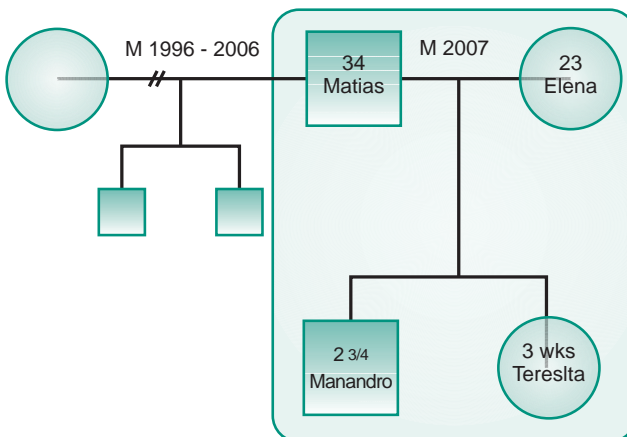 M 1996 - 2006
34
Matias
M 2007
23
Elena
2 3/4
Manandro
3 wks
Tereslta